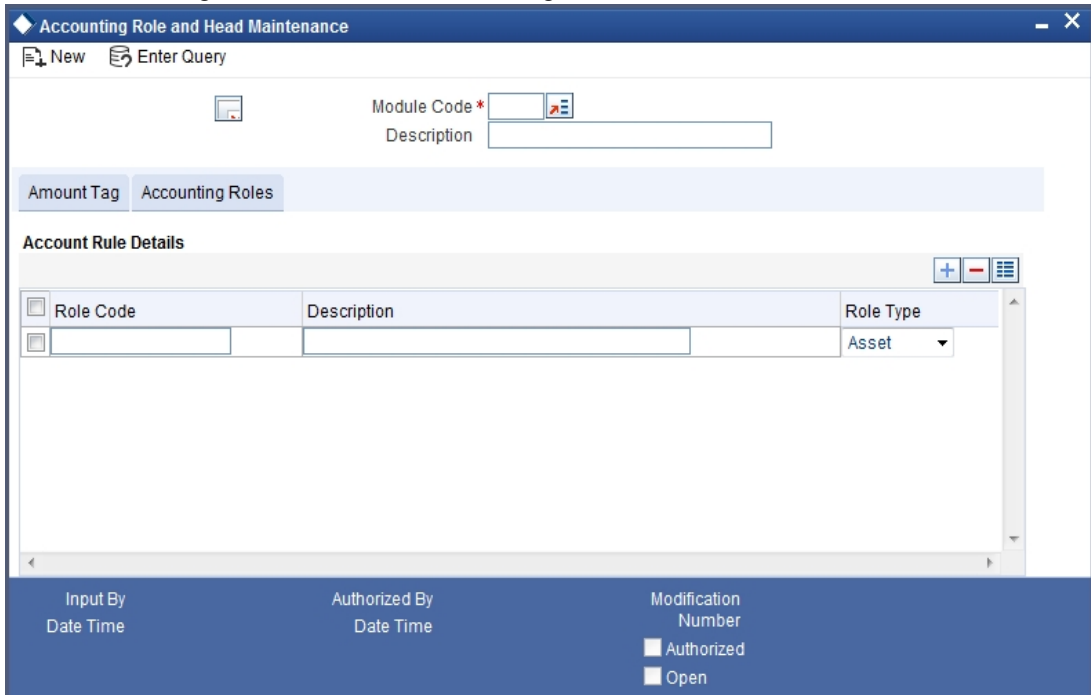 Accounting Role and Head Maintenance
New Enter Query
Module Code *
Description
Amount Tag Accounting Roles
Account Rule Details
Role Code Description Role Type
Asset
Input By Authorized By Modification
Number
Date Time Date Time
Authorized
Open